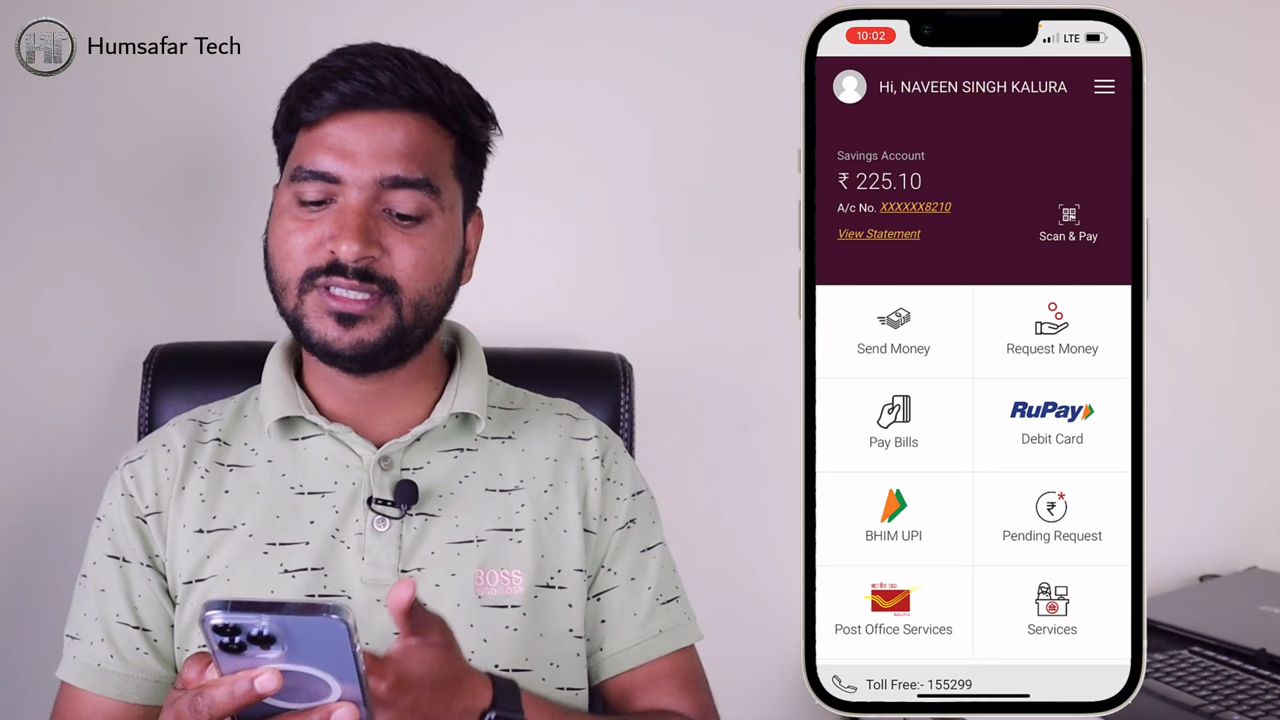 Humsafar Tech
10:02
LTE
Hi, NAVEEN SINGH KALURA
Savings Account
₹ 225.10
A/c No. XXXXXX8210
View Statement
Scan & Pay
Send Money
Request Money
Pay Bills
RuPay
Debit Card
BHIM UPI
Pending Request
Post Office Services
Services
Toll Free:- 155299
BOSS